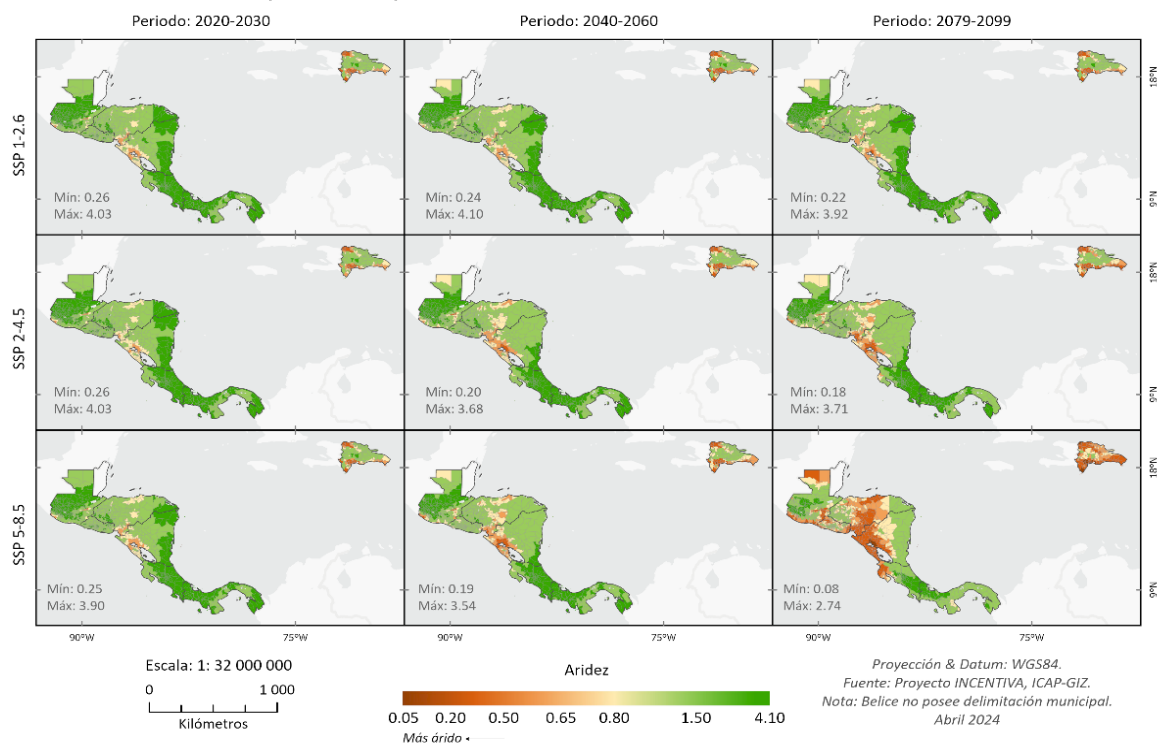 Periodo: 2020-2030
Periodo: 2040-2060
Periodo: 2079-2099
SSP 1-2.6
Mín: 0.26
Máx: 4.03
Mín: 0.24
Máx: 4.10
Mín: 0.22
Máx: 3.92
18°N
9°N
SSP 2-4.5
Mín: 0.26
Máx: 4.03
Mín: 0.20
Máx: 3.68
Mín: 0.18
Máx: 3.71
18°N
9°N
SSP 5-8.5
Mín: 0.25
Máx: 3.90
Mín: 0.19
Máx: 3.54
Mín: 0.08
Máx: 2.74
18°N
9°N
90°W 75°W 90°W 75°W 90°W 75°W
Escala: 1: 32 000 000
0 1 000
Kilómetros
Aridez
0.05 0.20 0.50 0.65 0.80 1.50 4.10
Más árido
Proyección & Datum: WGS84.
Fuente: Proyecto INCENTIVA, ICAP-GIZ.
Nota: Belice no posee delimitación municipal.
Abril 2024